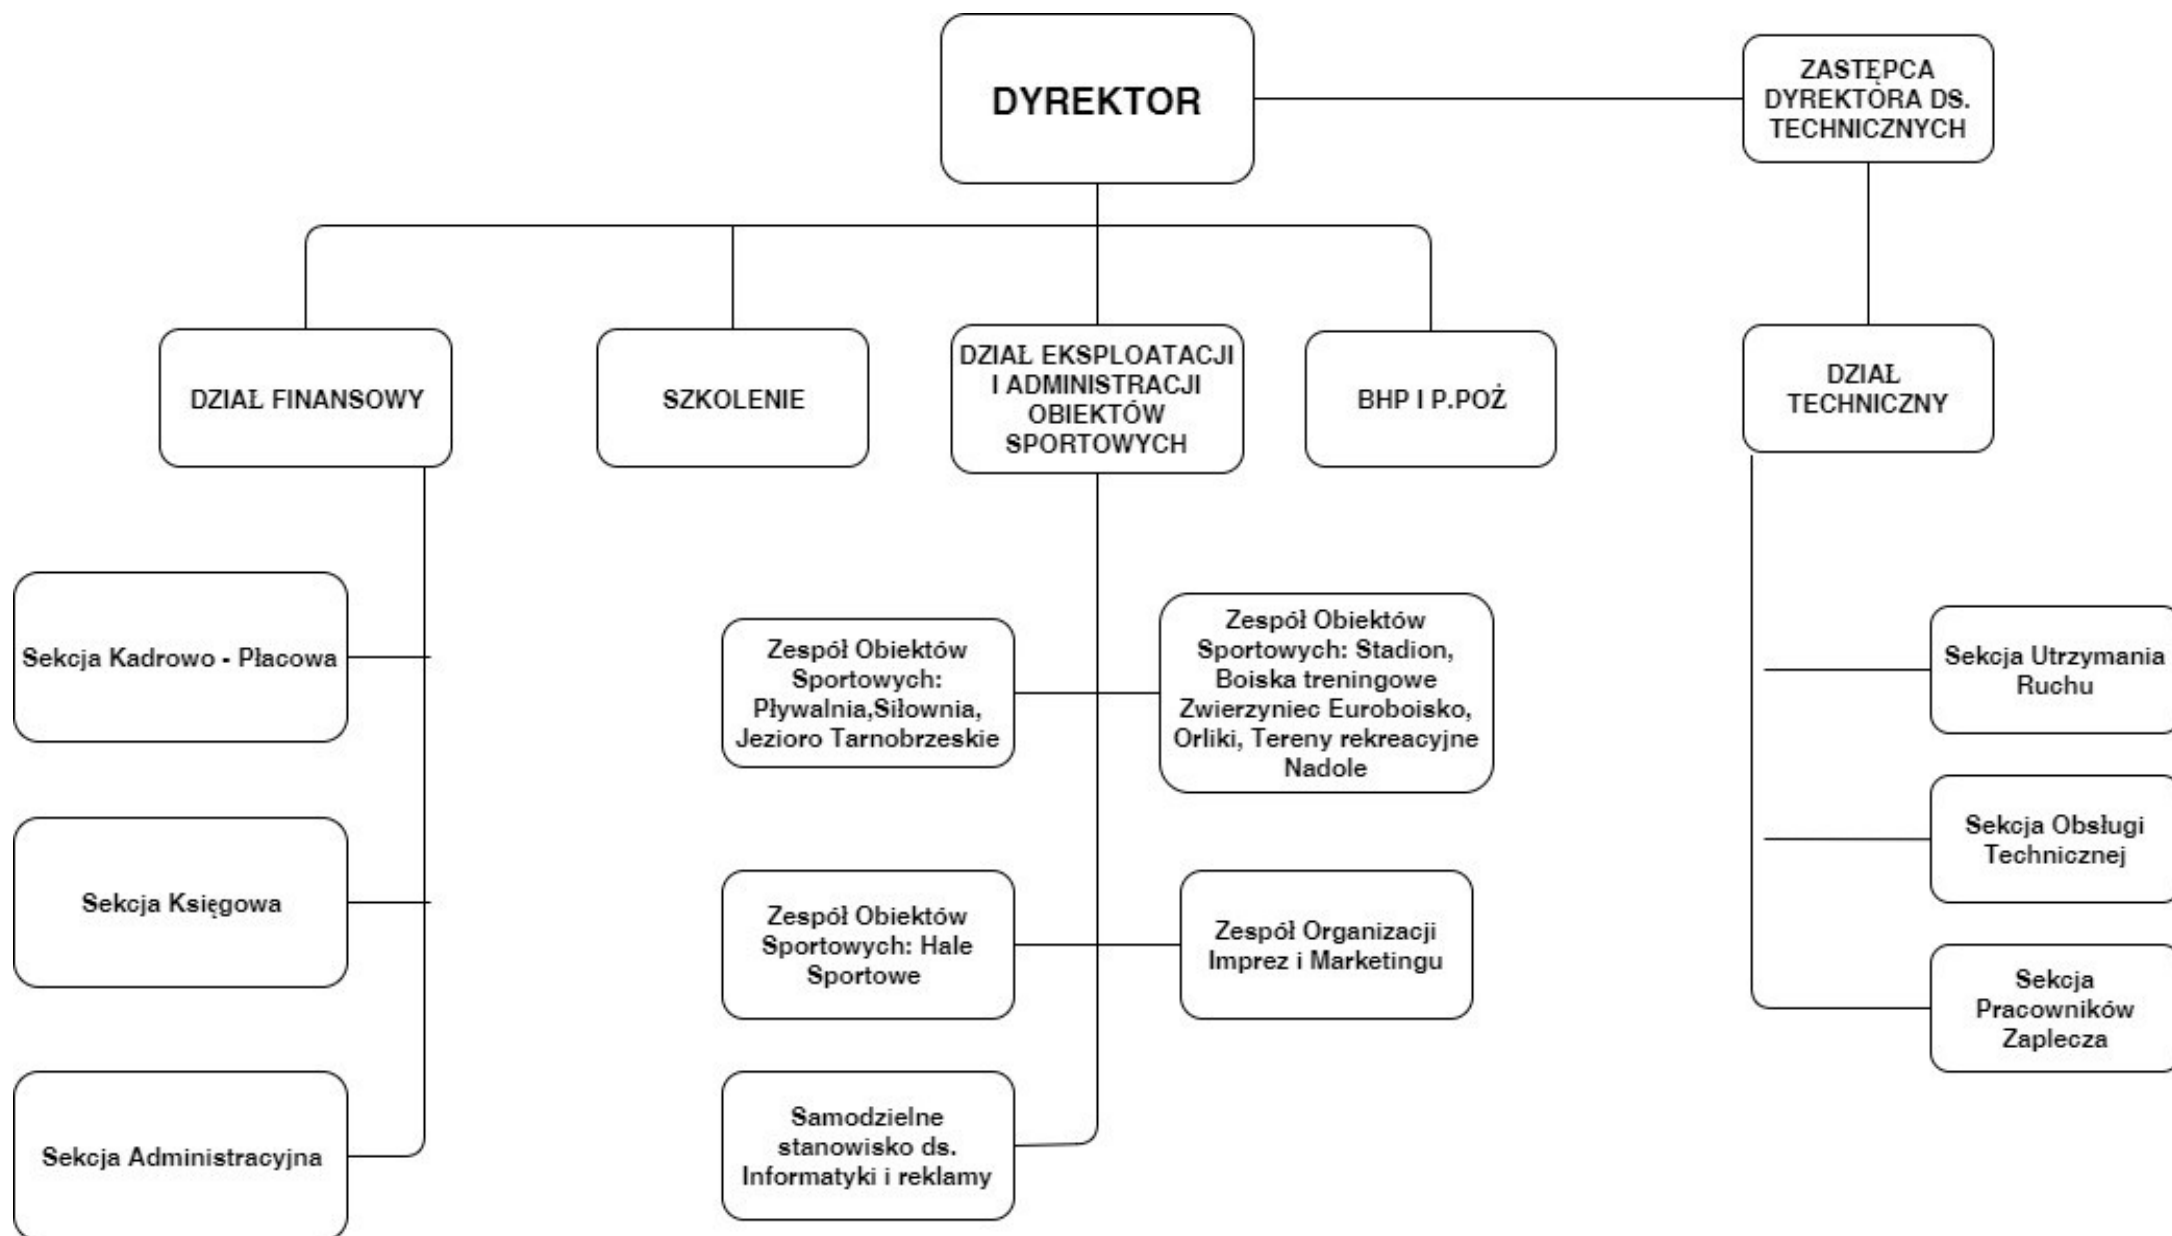 DYREKTOR
ZASTĘPCA
DYREKTORA DS.
TECHNICZNYCH
DZIAŁ FINANSOWY
SZKOLENIE
DZIAŁ EKSPLOATACJI
I ADMINISTRACJI
OBIEKTÓW
SPORTOWYCH
BHP I P.POŻ
DZIAŁ
TECHNICZNY
Sekcja Kadrowo - Płacowa
Zespół Obiektów
Sportowych:
Pływalnia,Siłownia,
Jezioro Tarnobrzeskie
Zespół Obiektów
Sportowych: Stadion,
Boiska treningowe
Zwierzyniec Euroboisko,
Orliki, Tereny rekreacyjne
Nadole
Sekcja Utrzymania
Ruchu
Sekcja Księgowa
Zespół Obiektów
Sportowych: Hale
Sportowe
Zespół Organizacji
Imprez i Marketingu
Sekcja Obsługi
Technicznej
Sekcja
Pracowników
Zaplecza
Sekcja Administracyjna
Samodzielne
stanowisko ds.
Informatyki i reklamy